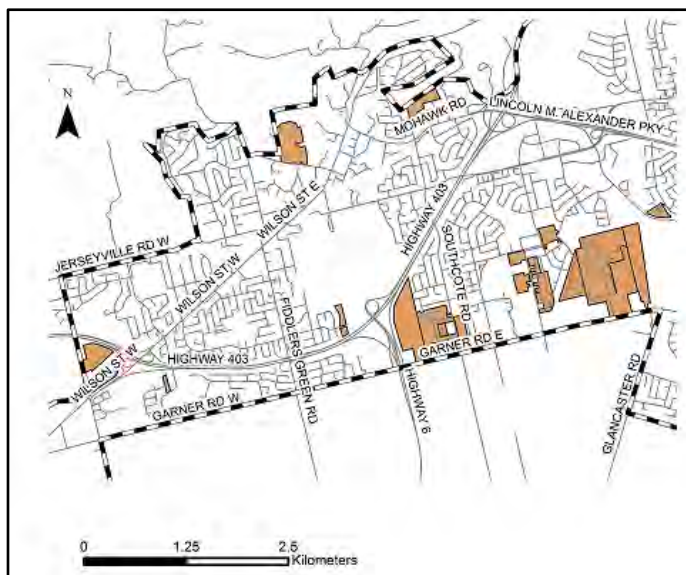 N
MOHAWK RD
LINCOLN M. ALEXANDER PKY
WILSON ST E
HIGHWAY 403
JERSEYVILLE RD W
WILSON ST W
SOUTHCOTE RD
FIDDLERS GREEN RD
HIGHWAY 403
GARNER RD E
WILSON ST W
GARNER RD W
HIGHWAY 6
GLANCASTER RD
0 1.25 2.5
Kilometers